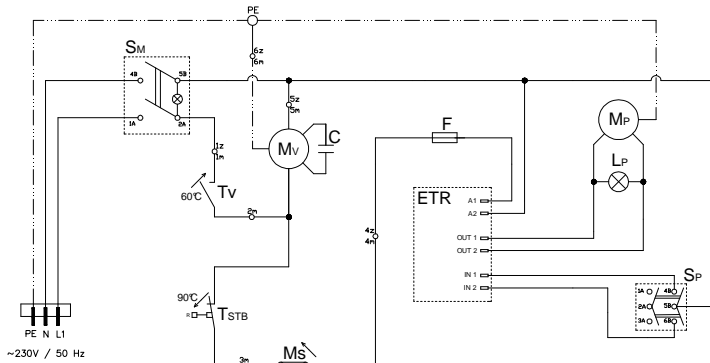 PE
SM
6z
6m
4B
5B
1A
2A
5z
5m
F
MP
1z
1m
MV
C
LP
60°C
TV
ETR
A1
A2
2m
4z
4m
OUT 1
OUT 2
IN 1
IN 2
SP
1A
4B
2A
5B
3A
6B
90°C
R
TSTB
PE N L1
~230V / 50 Hz
3m
Ms